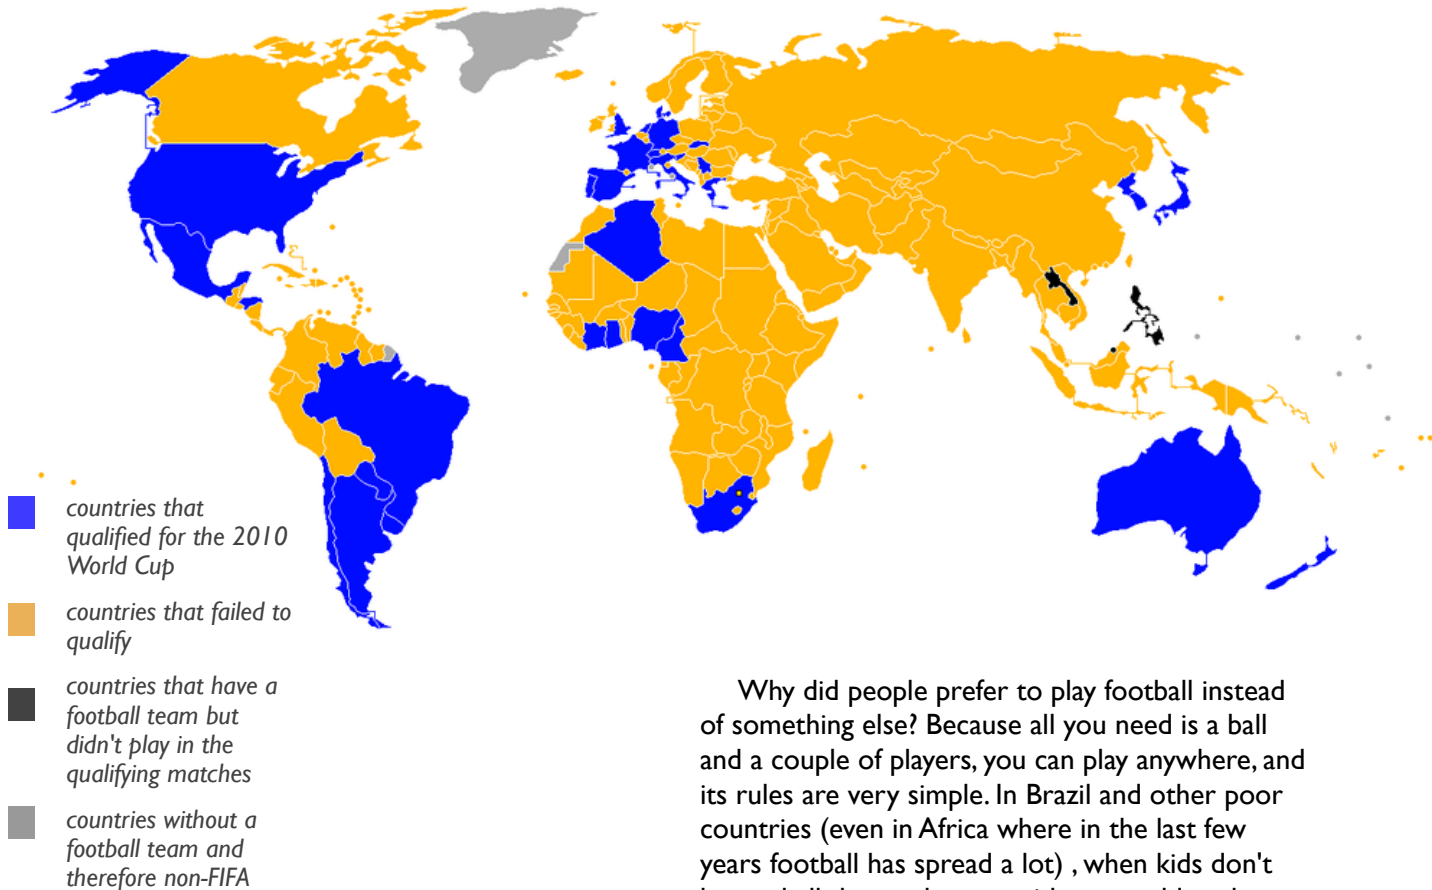 countries that
qualified for the 2010
World Cup
countries that failed to
qualify
countries that have a
football team but
didn't play in the
qualifying matches
countries without a
football team and
therefore non-FIFA
Why did people prefer to play football instead
of something else? Because all you need is a ball
and a couple of players, you can play anywhere, and
its rules are very simple. In Brazil and other poor
countries (even in Africa where in the last few
years football has spread a lot) , when kids don't